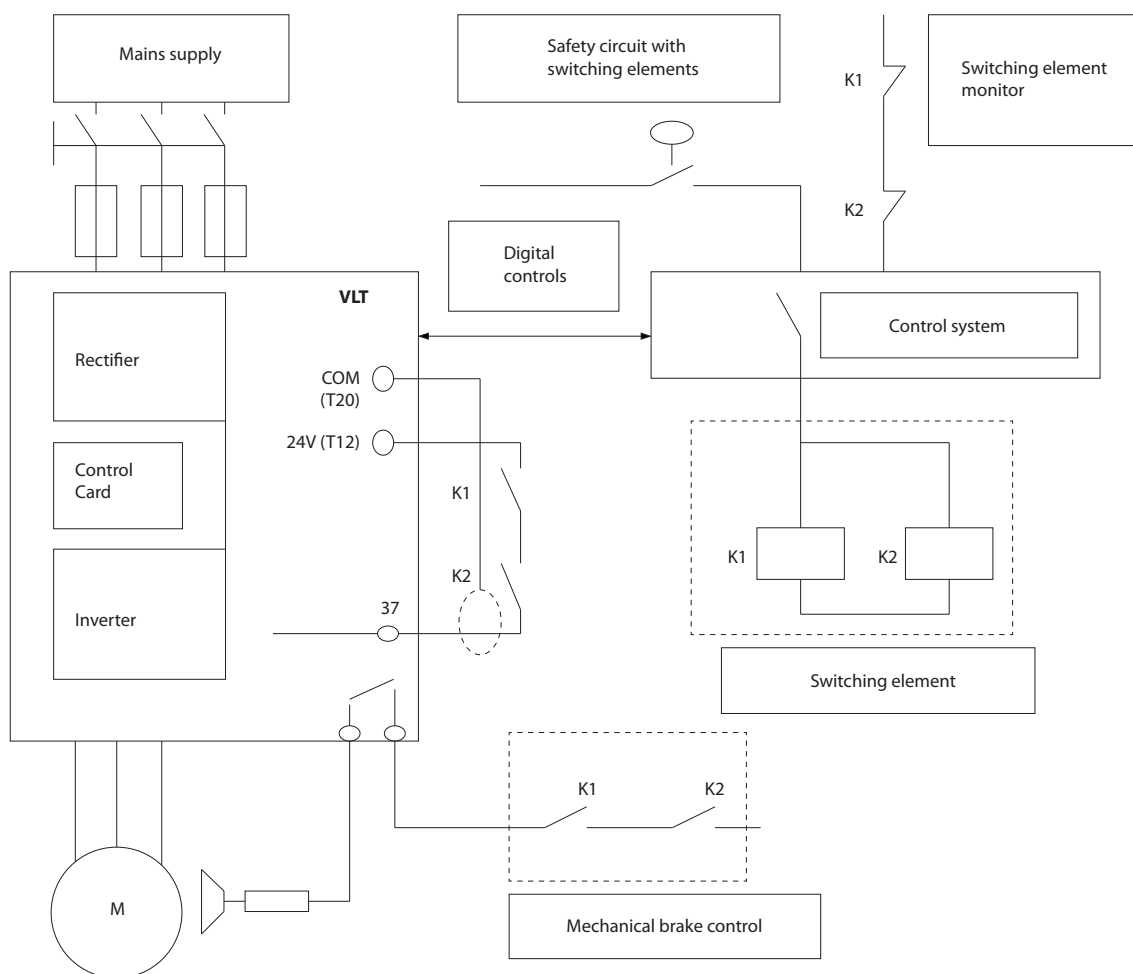 Mains supply
Safety circuit with
switching elements
K1
Switching element
monitor
K2
Digital
controls
VLT
Control system
Rectifier
COM
(T20)
24V (T12)
Control
Card
K1
K1
K2
K2
Inverter
37
Switching element
K1
K2
M
Mechanical brake control